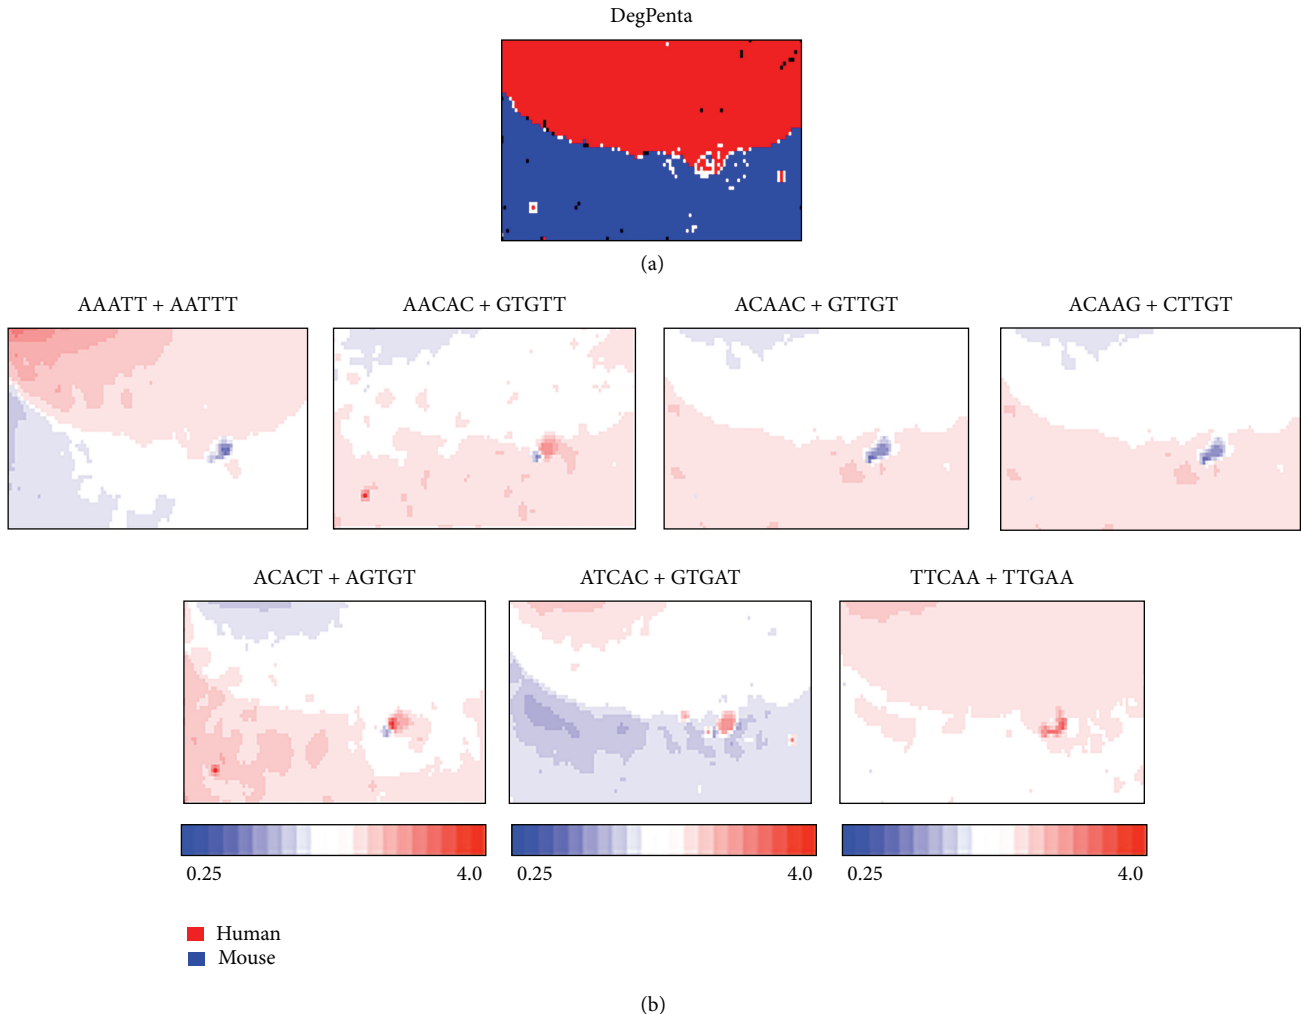 DegPenta
(a)
AAATT + AATTT
AACAC + GTGTT
ACAAC + GTTGT
ACAAG + CTTGT
ACACT + AGTGT
ATCAC + GTGAT
TTCAA + TTGAA
0.25 4.0
0.25 4.0
0.25 4.0
Human
Mouse
(b)